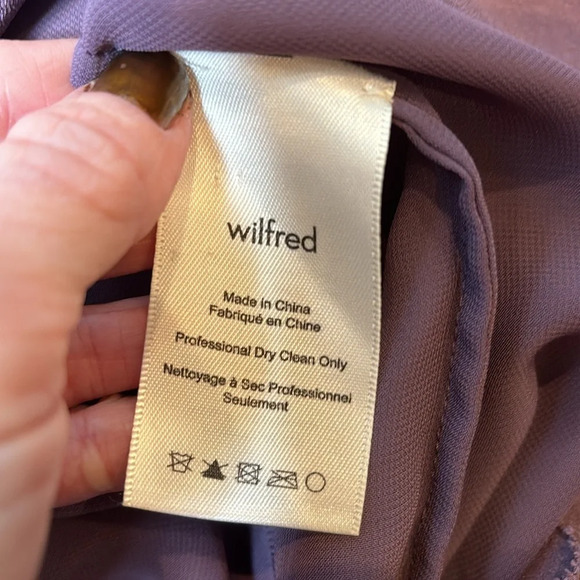 wilfred
Made in China
Fabriqué en Chine
Professional Dry Clean Only
Nettoyage à Sec Professionnel
Seulement